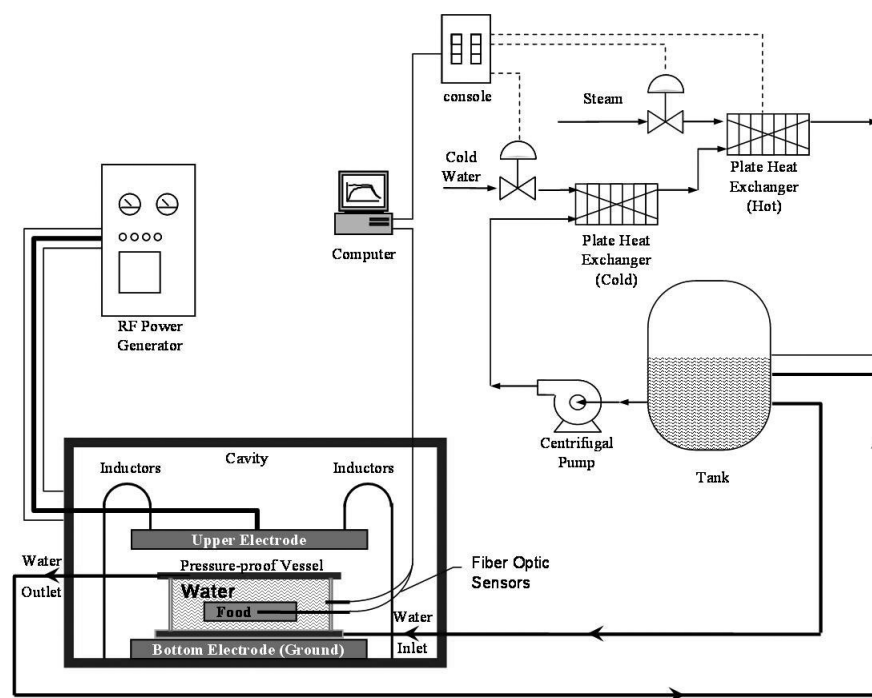 console
Steam
Cold
Water
Plate Heat
Exchanger
(Hot)
Plate Heat
Exchanger
(Cold)
Computer
RF Power
Generator
Centrifugal
Pump
Tank
Cavity
Inductors
Inductors
Upper Electrode
Water
Outlet
Pressure-proof Vessel
Water
Food
Fiber Optic
Sensors
Water
Inlet
Bottom Electrode (Ground)